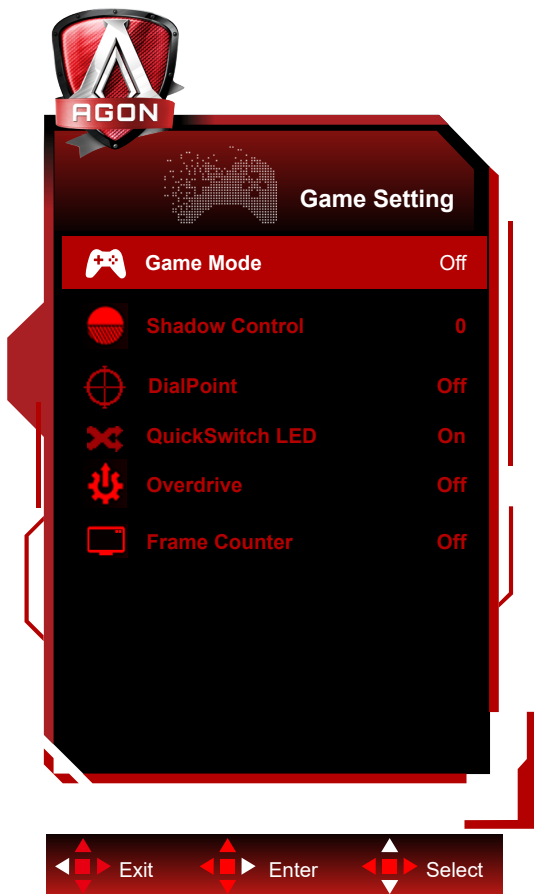 AGON
Game Setting
Game Mode Off
Shadow Control 0
DialPoint Off
QuickSwitch LED On
Overdrive Off
Frame Counter Off
Exit Enter Select